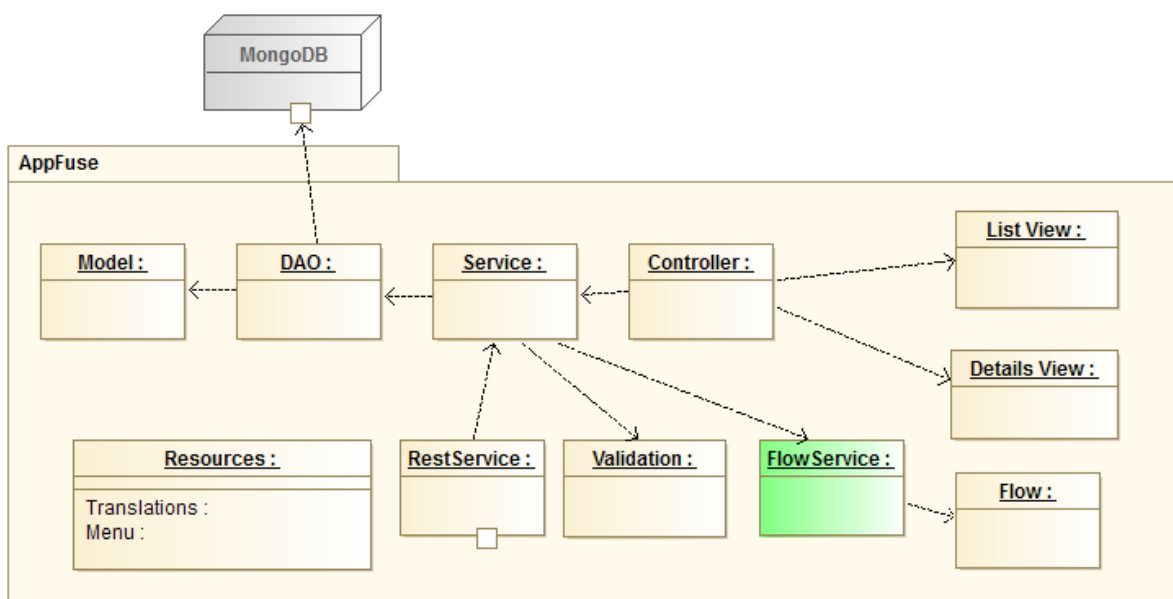 MongoDB
AppFuse
Model :
DAO :
Service :
Controller :
List View :
Details View :
Resources :
Translations :
Menu :
RestService :
Validation :
FlowService :
Flow :